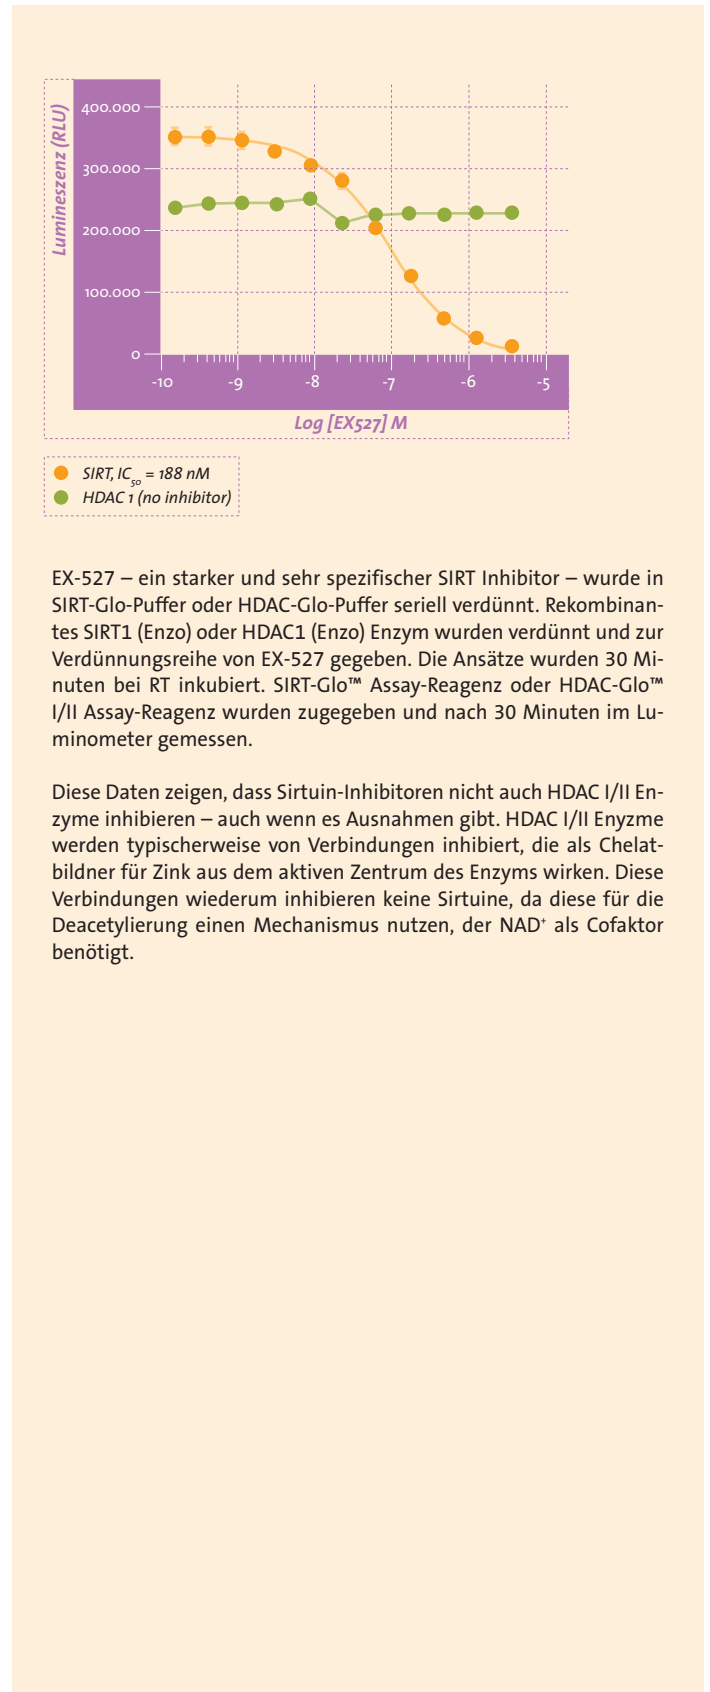 Lumineszenz (RLU)
400.000
300.000
200.000
100.000
0
-10 -9 -8 -7 -6 -5
Log [EX527] M
SIRT, IC50 = 188 nM
HDAC 1 (no inhibitor)
EX-527 – ein starker und sehr spezifischer SIRT Inhibitor – wurde in
SIRT-Glo-Puffer oder HDAC-Glo-Puffer seriell verdünnt. Rekombinan-
tes SIRT1 (Enzo) oder HDAC1 (Enzo) Enzym wurden verdünnt und zur
Verdünnungsreihe von EX-527 gegeben. Die Ansätze wurden 30 Mi-
nuten bei RT inkubiert. SIRT-Glo™ Assay-Reagenz oder HDAC-Glo™
I/II Assay-Reagenz wurden zugegeben und nach 30 Minuten im Lu-
minometer gemessen.
Diese Daten zeigen, dass Sirtuin-Inhibitoren nicht auch HDAC I/II En-
zyme inhibieren – auch wenn es Ausnahmen gibt. HDAC I/II Enyzme
werden typischerweise von Verbindungen inhibiert, die als Chelat-
bildner für Zink aus dem aktiven Zentrum des Enzyms wirken. Diese
Verbindungen wiederum inhibieren keine Sirtuine, da diese für die
Deacetylierung einen Mechanismus nutzen, der NAD⁺ als Cofaktor
benötigt.